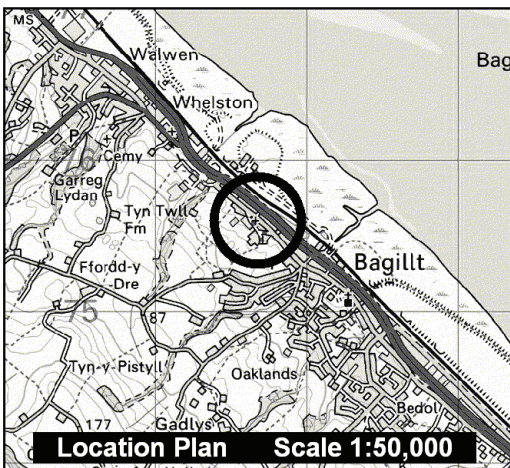 MS
Walwen
Bag
Whelston
P
76
Cemy
Garreg
Lydan
Tyn Twll
Fm
Ffordd-y
Dre
Bagillt
75
87
Tyn-y-Pistyll
Oaklands
Bedol
177
Gadlys
Location Plan Scale 1:50,000